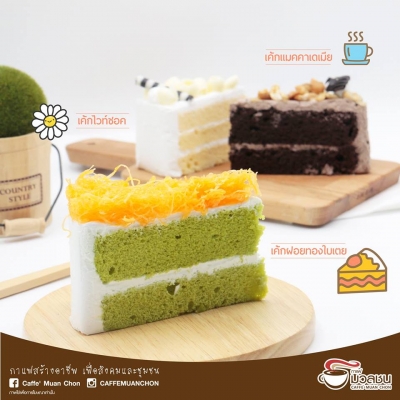 เค้กแมคคาเดเมีย
เค้กไวท์ชอค
COUNTRY
STYLE
เค้กฝอยทองใบเตย
กาแฟสร้างอาชีพ เพื่อสังคมและชุมชน
Caffe' Muan Chon CAFFEMUANCHON
กาแฟ
มวลชน
CAFFE MUAN CHON